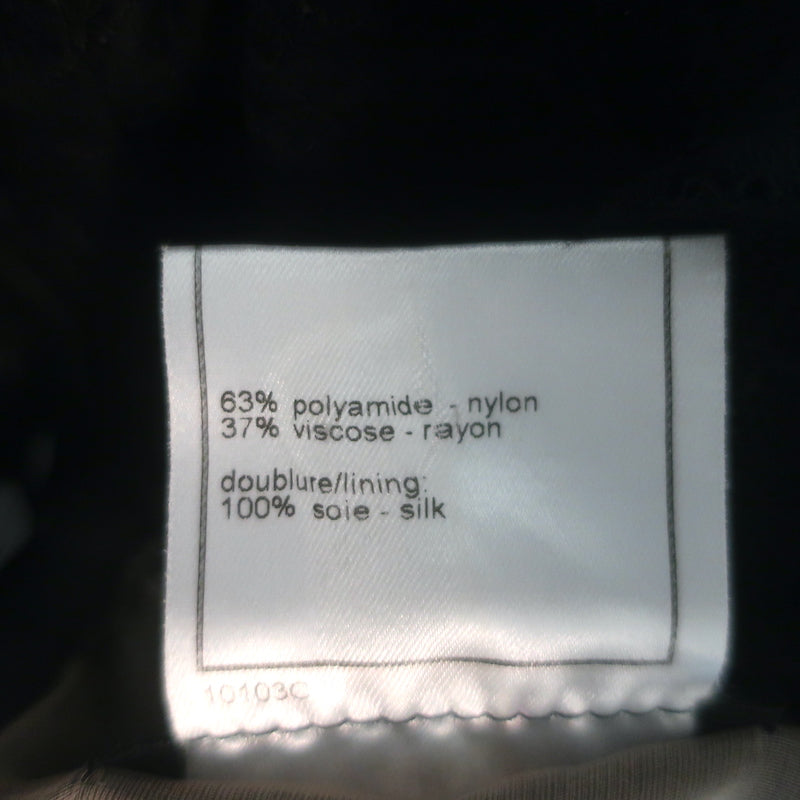 63% polyamide - nylon
37% viscose - rayon
doublure/lining:
100% soie - silk
10103C